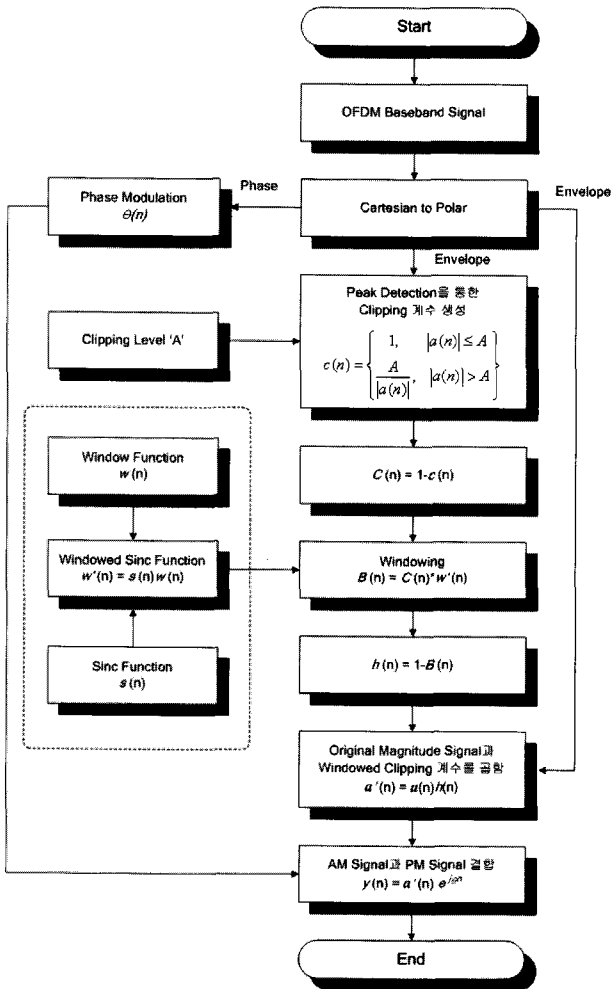 Start
OFDM Baseband Signal
Phase Modulation
Θ(n)
Phase
Cartesian to Polar
Envelope
Envelope
Peak Detection을 통한
Clipping 계수 생성
c(n) = { 1, |a(n)| ≤ A
A/|a(n)|, |a(n)| > A }
Clipping Level 'A'
Window Function
w(n)
C(n) = 1-c(n)
Windowed Sinc Function
w'(n) = s(n)w(n)
Windowing
B(n) = C(n)*w'(n)
Sinc Function
s(n)
h(n) = 1-B(n)
Original Magnitude Signal과
Windowed Clipping 계수를 곱함
a'(n) = a(n)h(n)
AM Signal과 PM Signal 결합
y(n) = a'(n) e
End